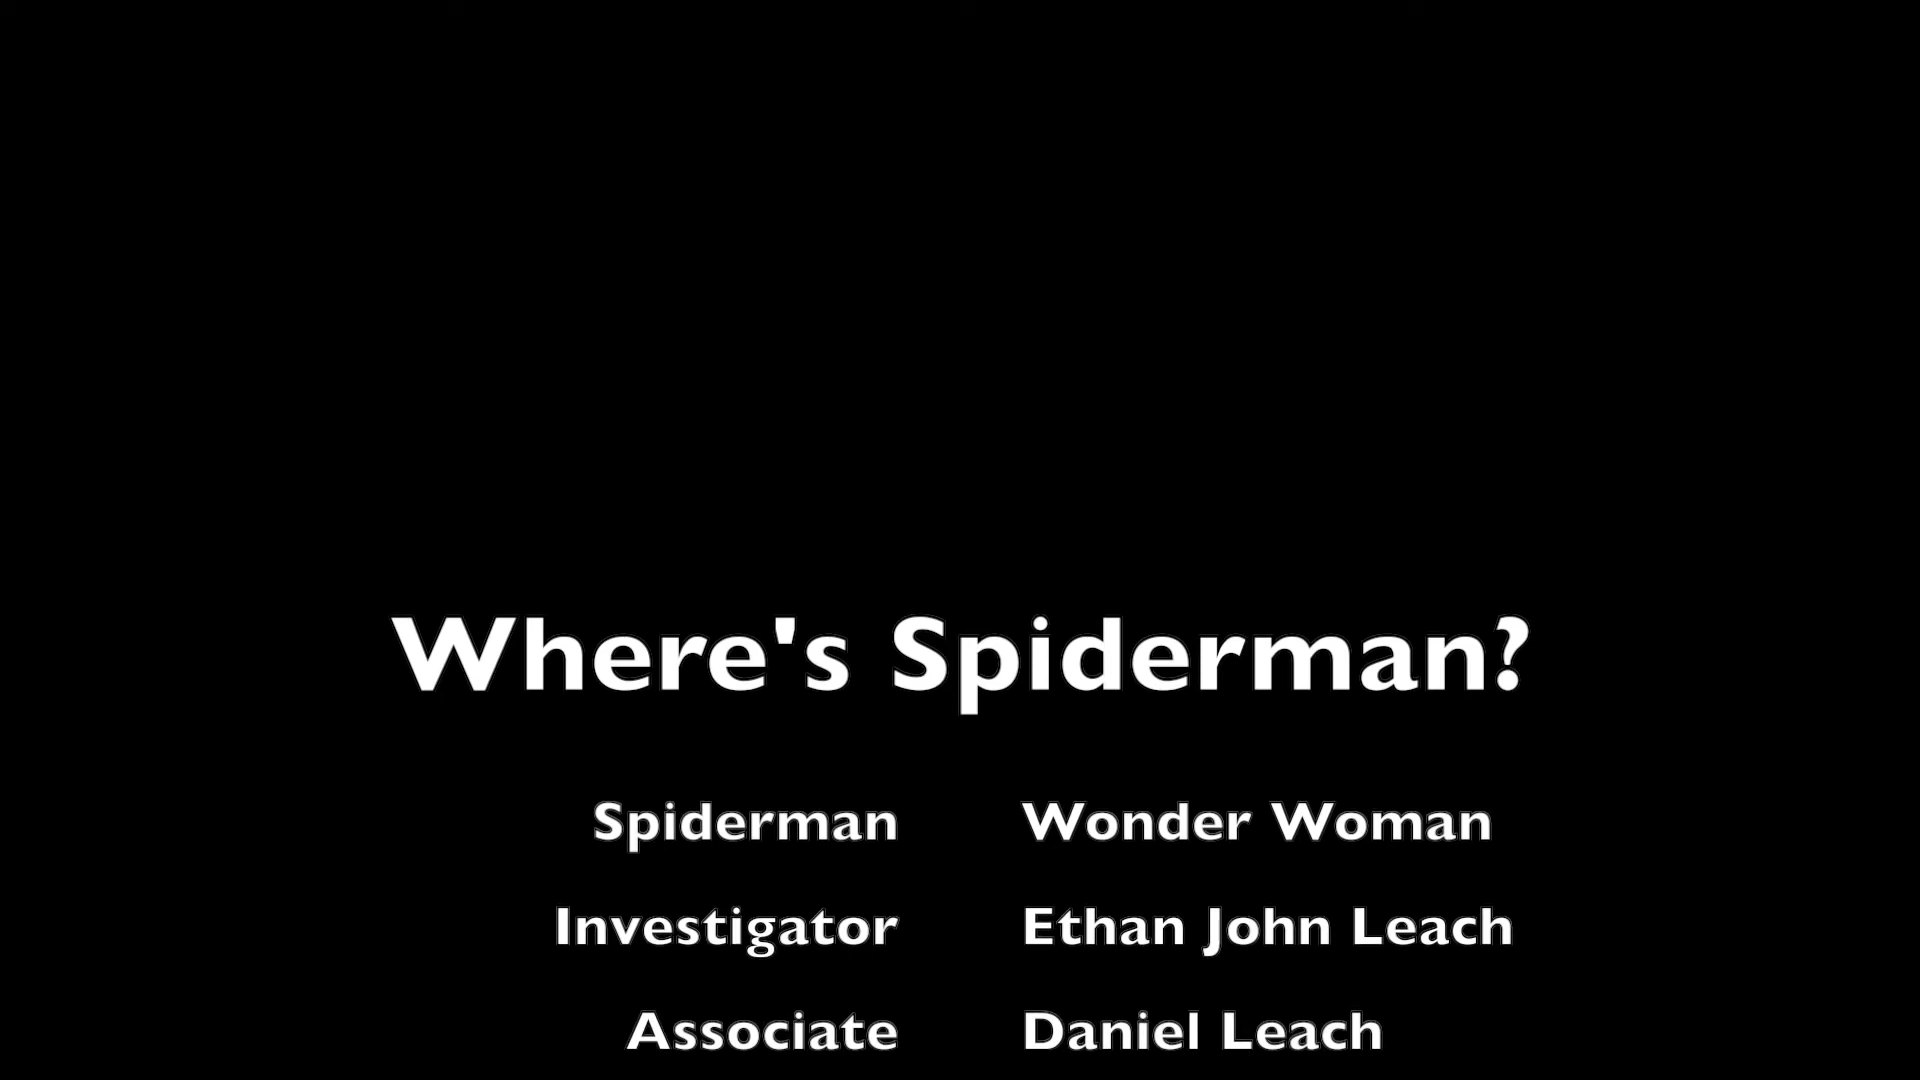 Where's Spiderman?
Spiderman Wonder Woman
Investigator Ethan John Leach
Associate Daniel Leach